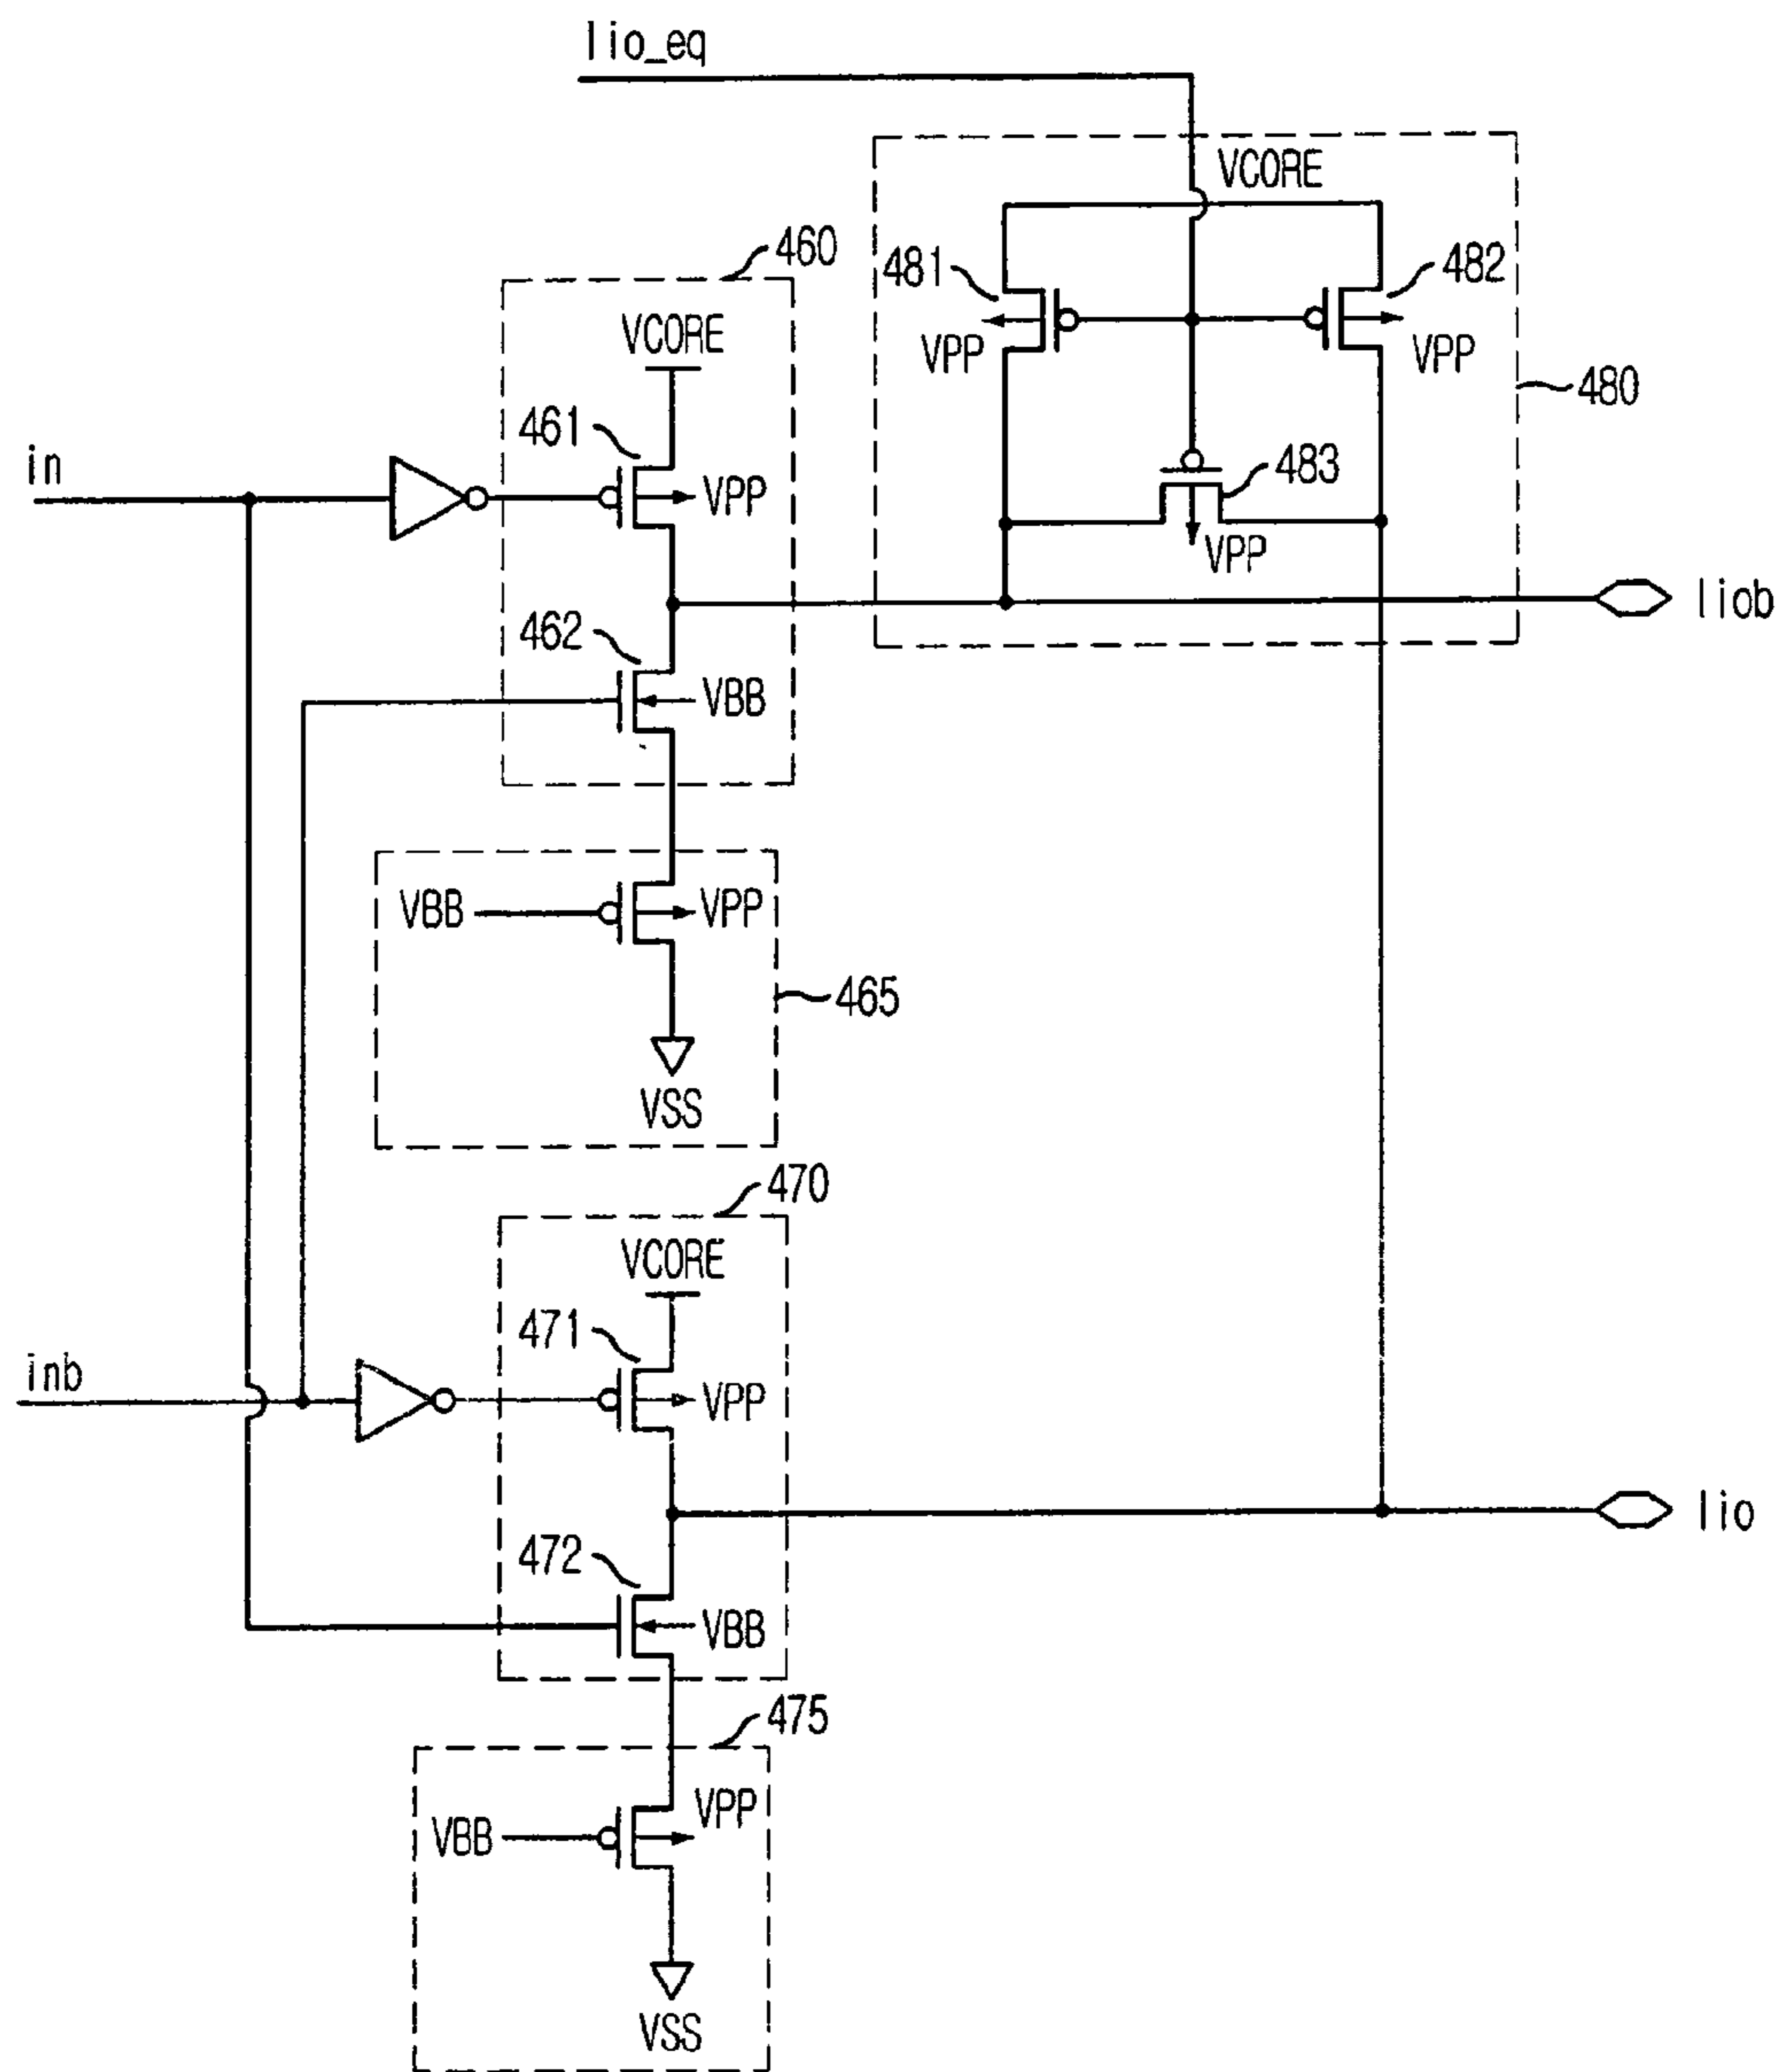 lio_eq
VCORE
460
481
482
VCORE
VPP
VPP
480
461
483
in
VPP
VPP
liob
462
VBB
VBB
VPP
465
VSS
470
VCORE
471
inb
VPP
lio
472
VBB
475
VPP
VBB
VSS